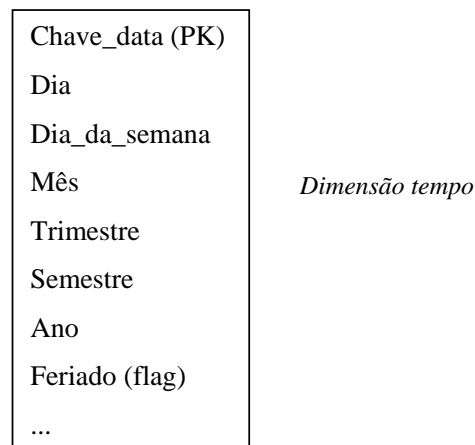 Chave_data (PK)
Dia
Dia_da_semana
Mês
Dimensão tempo
Trimestre
Semestre
Ano
Feriado (flag)
...